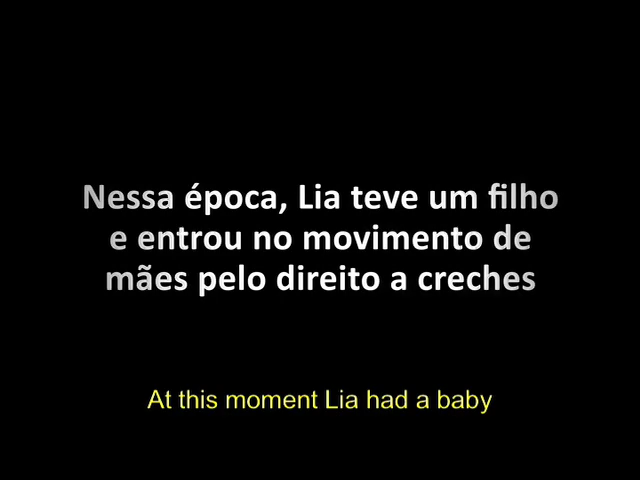 Nessa época, Lia teve um filho
e entrou no movimento de
mães pelo direito a creches
At this moment Lia had a baby